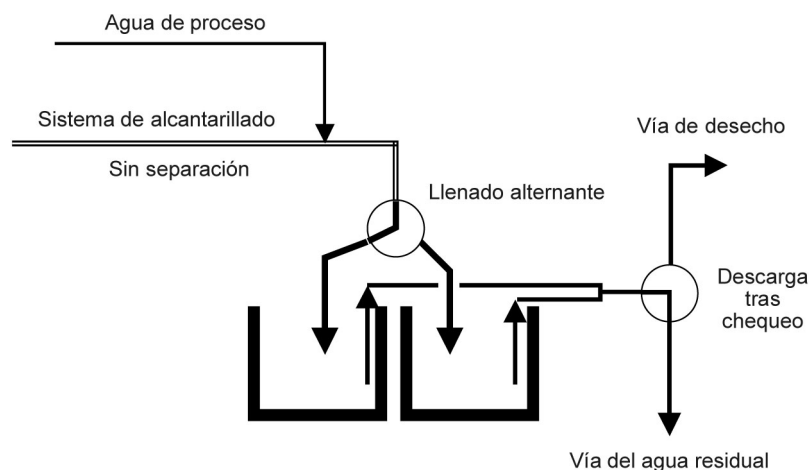 Agua de proceso
Sistema de alcantarillado
Sin separación
Vía de desecho
Llenado alternante
Descarga
tras
chequeo
Vía del agua residual